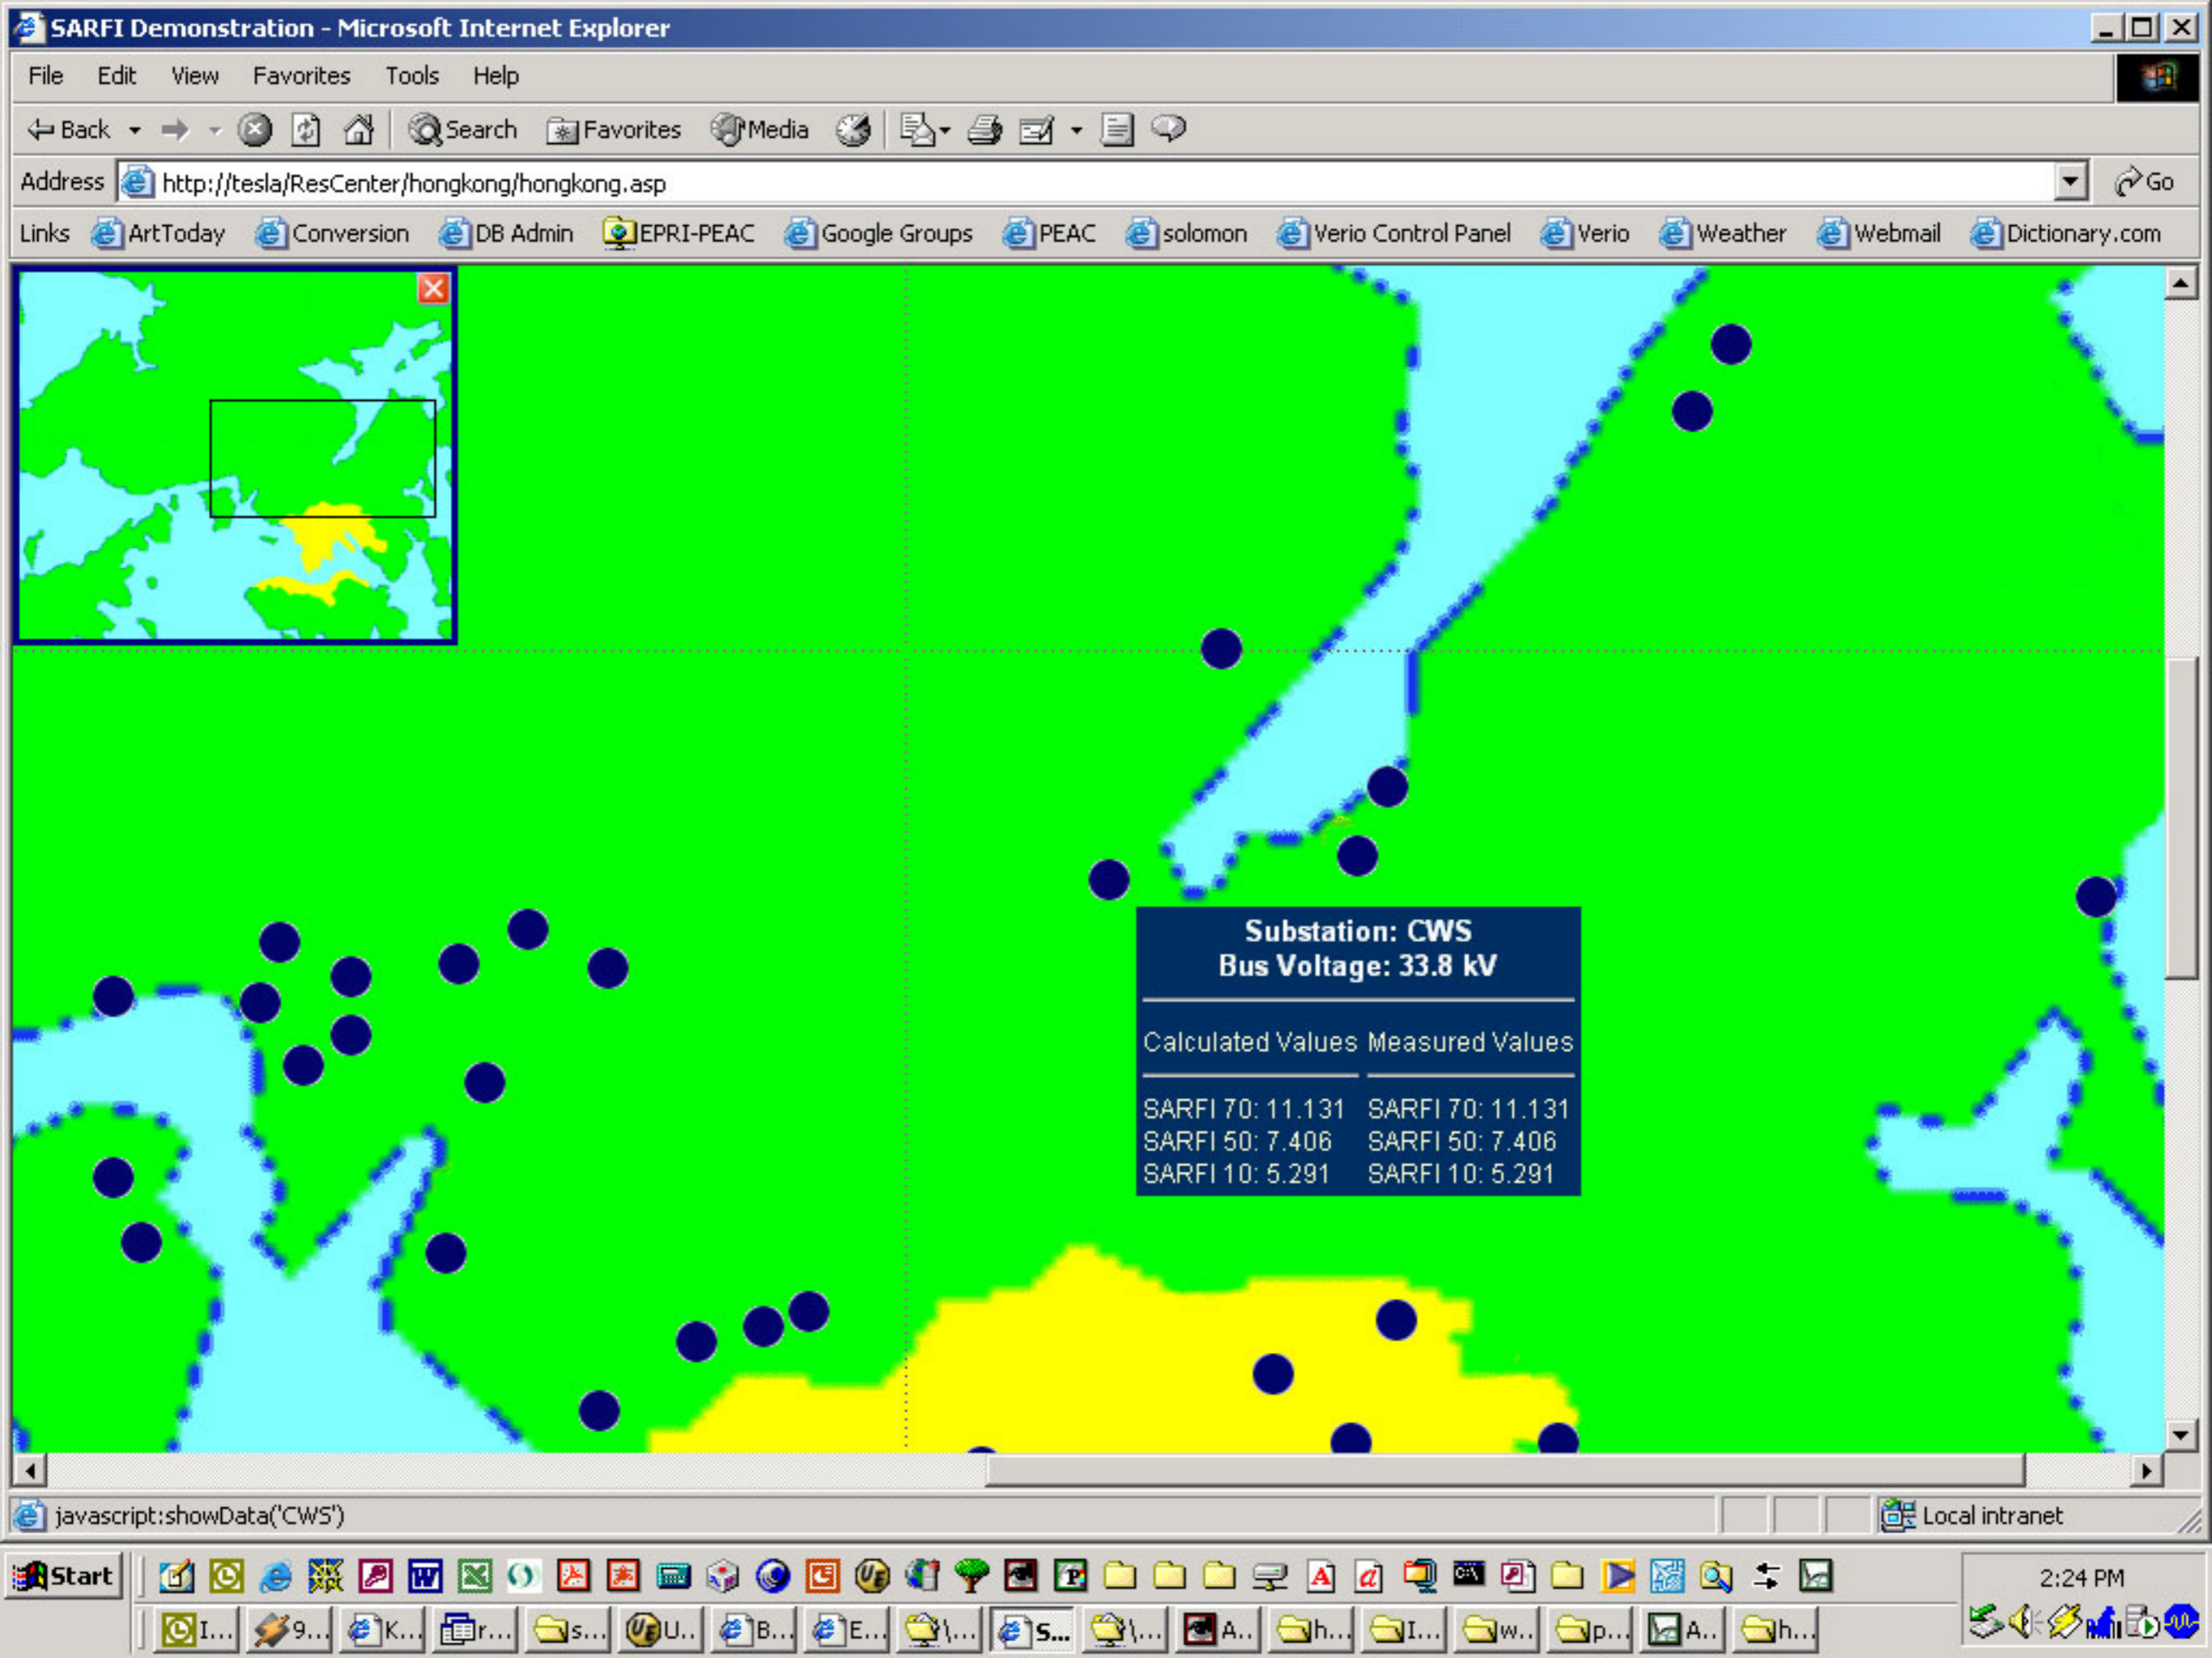 SARFI Demonstration - Microsoft Internet Explorer
File Edit View Favorites Tools Help
Back Search Favorites Media
Address http://tesla/ResCenter/hongkong/hongkong.asp Go
Links ArtToday Conversion DB Admin EPRI-PEAC Google Groups PEAC solomon Verio Control Panel Verio Weather Webmail Dictionary.com
Substation: CWS
Bus Voltage: 33.8 kV
Calculated Values Measured Values
SARFI 70: 11.131 SARFI 70: 11.131
SARFI 50: 7.406 SARFI 50: 7.406
SARFI 10: 5.291 SARFI 10: 5.291
javascript:showData('CWS') Local intranet
Start 2:24 PM
I... 9... K... r... s... U... B... E... \... S... \... A... h... I... w... p... A... h...